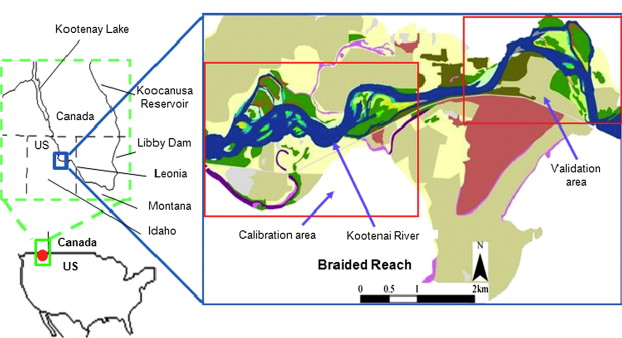 Kootenay Lake
Koocanusa
Reservoir
Canada
US
Libby Dam
Leonia
Montana
Idaho
Canada
US
Calibration area
Kootenai River
Validation
area
Braided Reach
N
0 0.5 1 2km